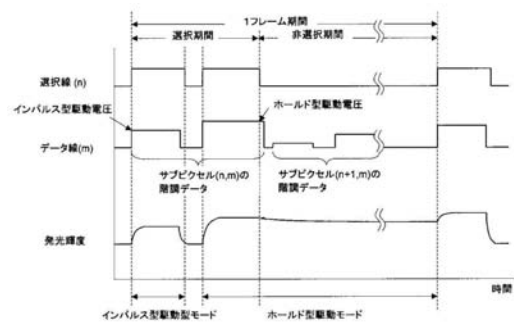 1フレーム期間
選択期間
非選択期間
選択線(n)
インパルス型駆動電圧
ホールド型駆動電圧
データ線(m)
サブピクセル(n,m)の
階調データ
サブピクセル(n+1,m)の
階調データ
発光輝度
時間
インパルス型駆動型モード
ホールド型駆動モード